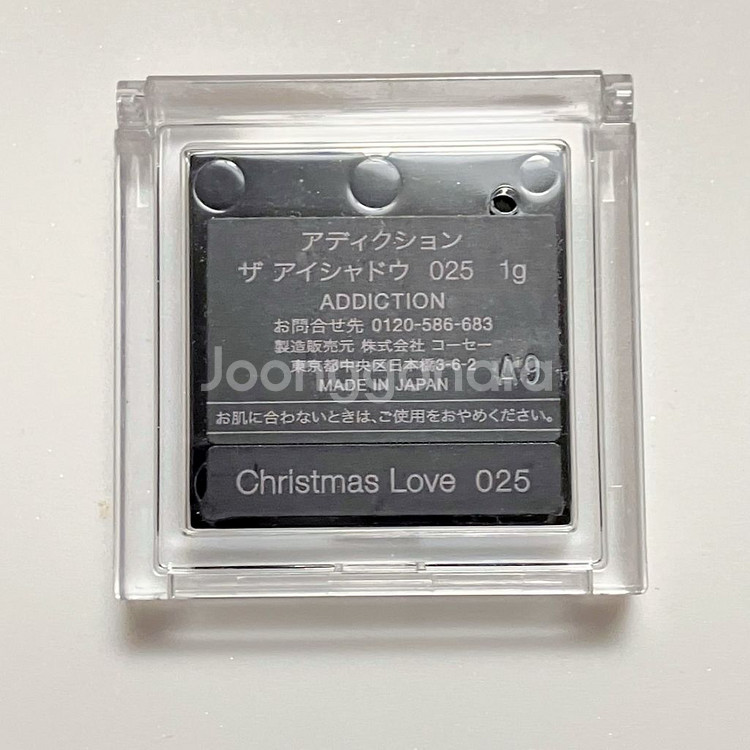 アディクション
ザ アイシャドウ 025 1g
ADDICTION
お問合せ先 0120-586-683
製造販売元 株式会社 コーセー
東京都中央区日本橋3-6-2
MADE IN JAPAN
Joonggonara
お肌に合わないときは、ご使用をおやめください。
Christmas Love 025